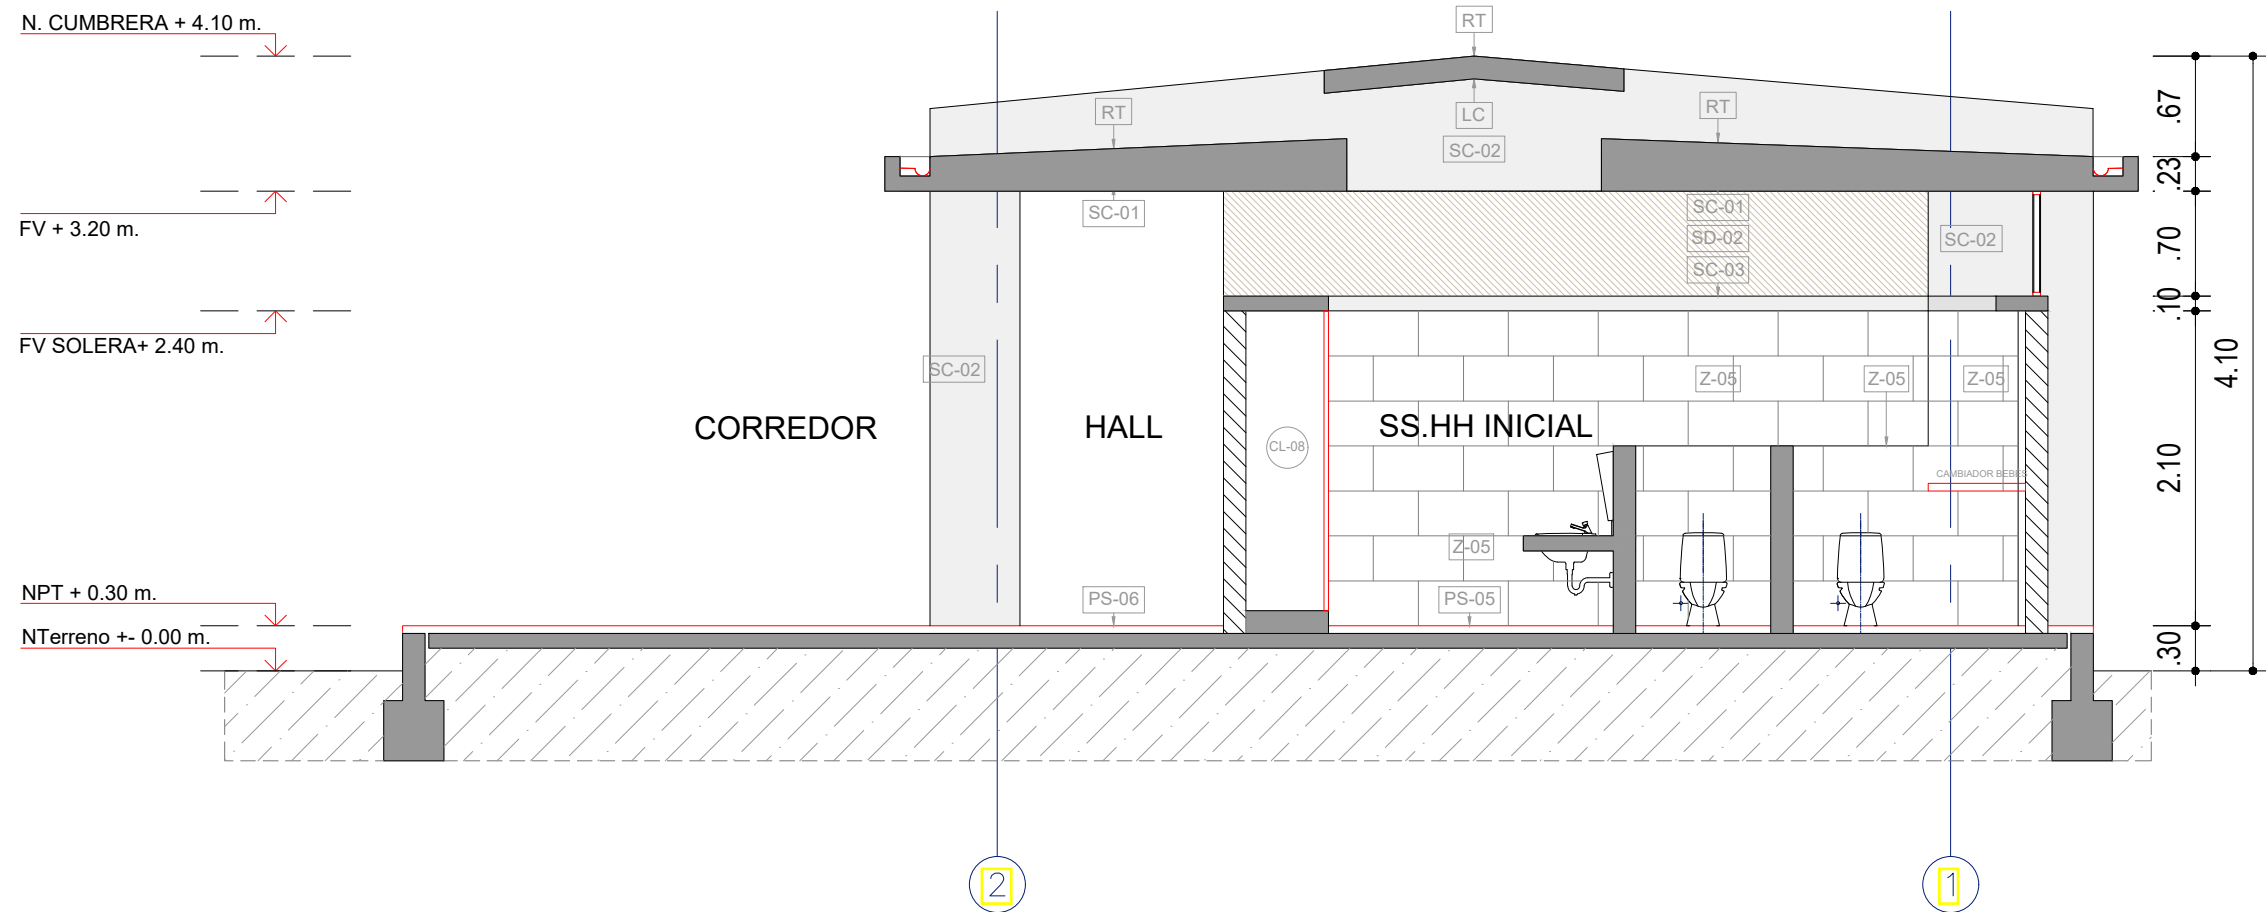 N. CUMBRERA + 4.10 m.
RT
RT
LC
RT
SC-02
.67
.23
FV + 3.20 m.
SC-01
SC-01
SD-02
SC-02
SC-03
.70
.10
FV SOLERA+ 2.40 m.
SC-02
Z-05
Z-05
Z-05
4.10
CORREDOR
HALL
SS.HH INICIAL
CL-08
CAMBIADOR BEBES
2.10
Z-05
NPT + 0.30 m.
PS-06
PS-05
NTerreno +- 0.00 m.
.30
2
1